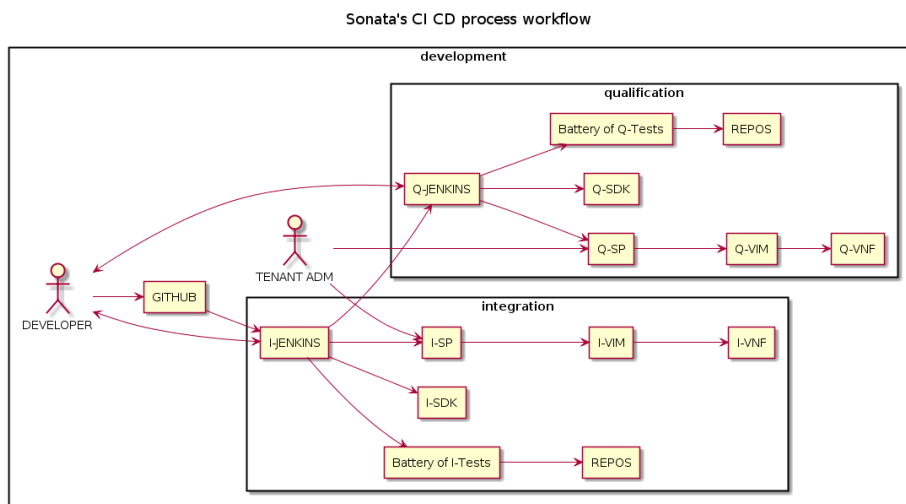 Sonata's CI CD process workflow
development
qualification
Battery of Q-Tests
REPOS
Q-JENKINS
Q-SDK
TENANT ADM
Q-SP
Q-VIM
Q-VNF
DEVELOPER
GITHUB
integration
I-JENKINS
I-SP
I-VIM
I-VNF
I-SDK
Battery of I-Tests
REPOS